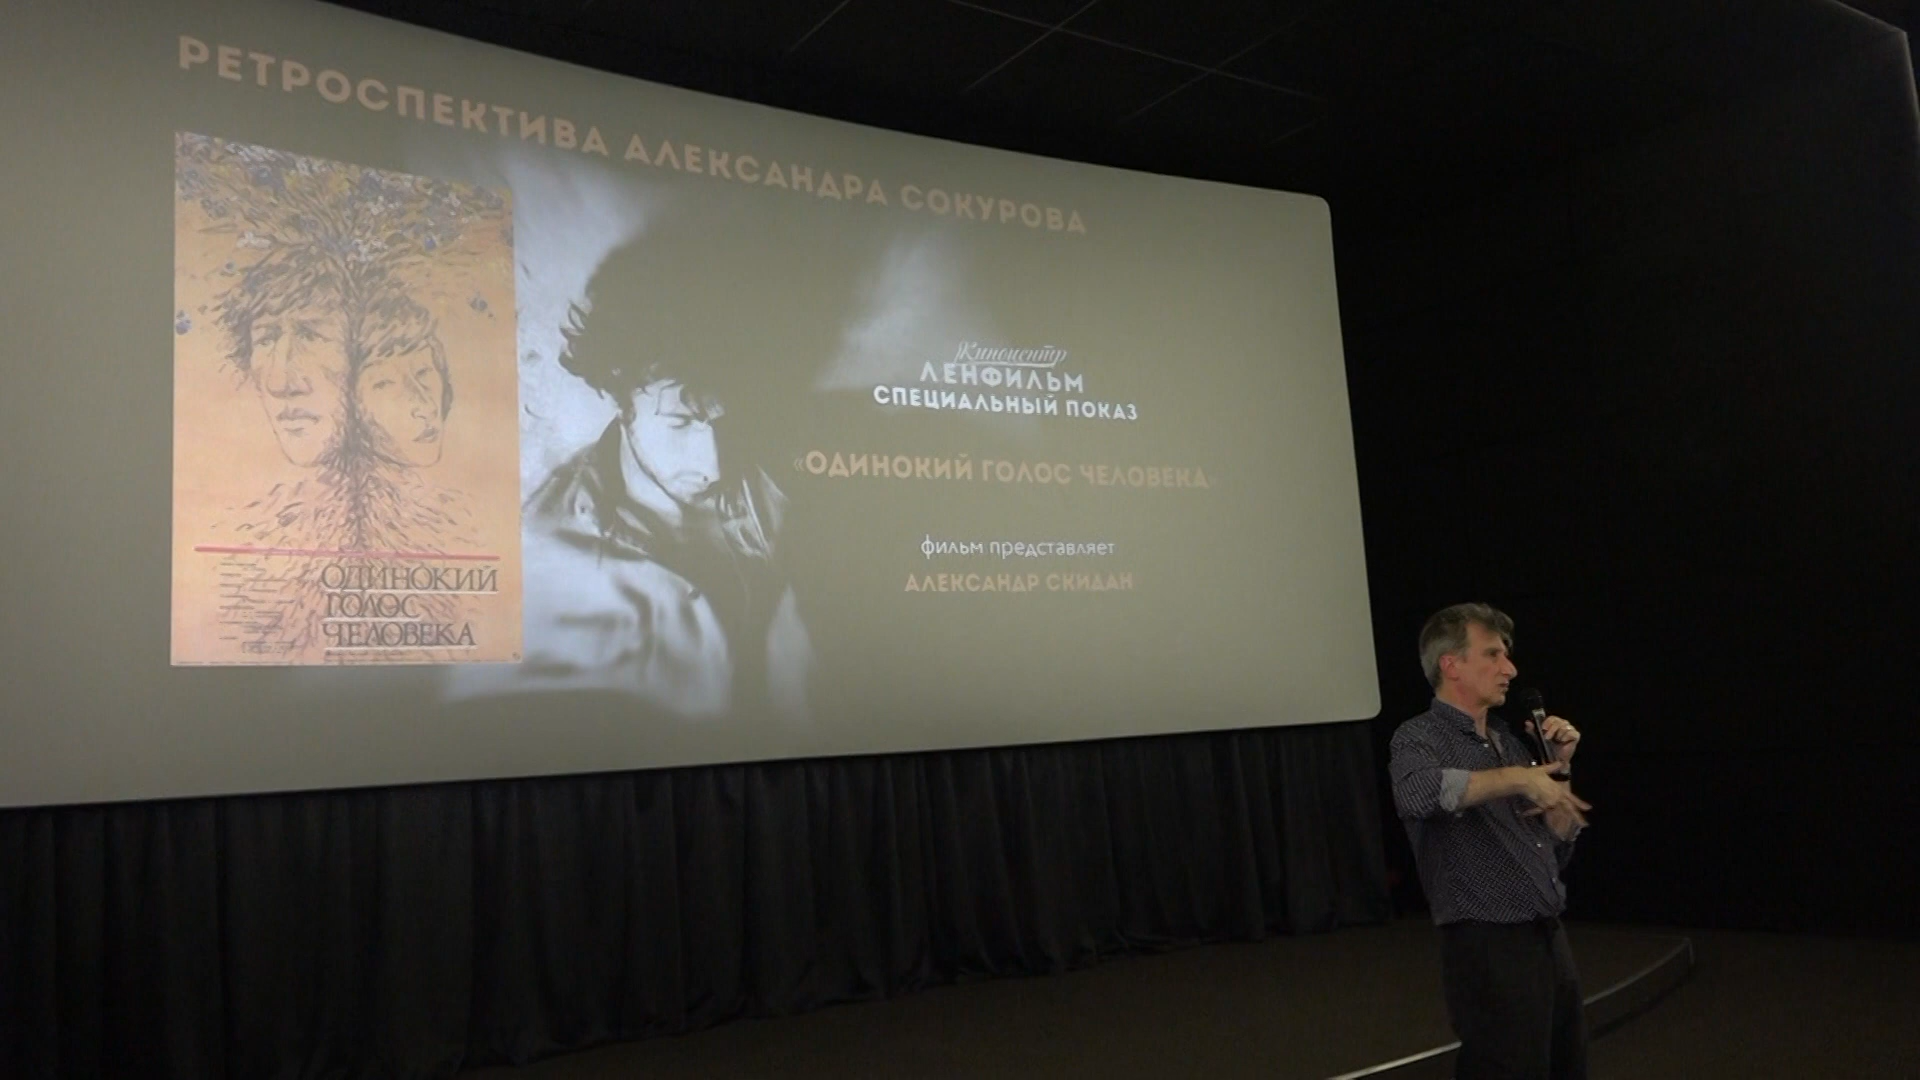 РЕТРОСПЕКТИВА АЛЕКСАНДРА СОКУРОВА
Киноцентр
ЛЕНФИЛЬМ
СПЕЦИАЛЬНЫЙ ПОКАЗ
«ОДИНОКИЙ ГОЛОС ЧЕЛОВЕКА»
фильм представляет
АЛЕКСАНДР СКИДАН
ОДИНОКИЙ
ГОЛОС
ЧЕЛОВЕКА